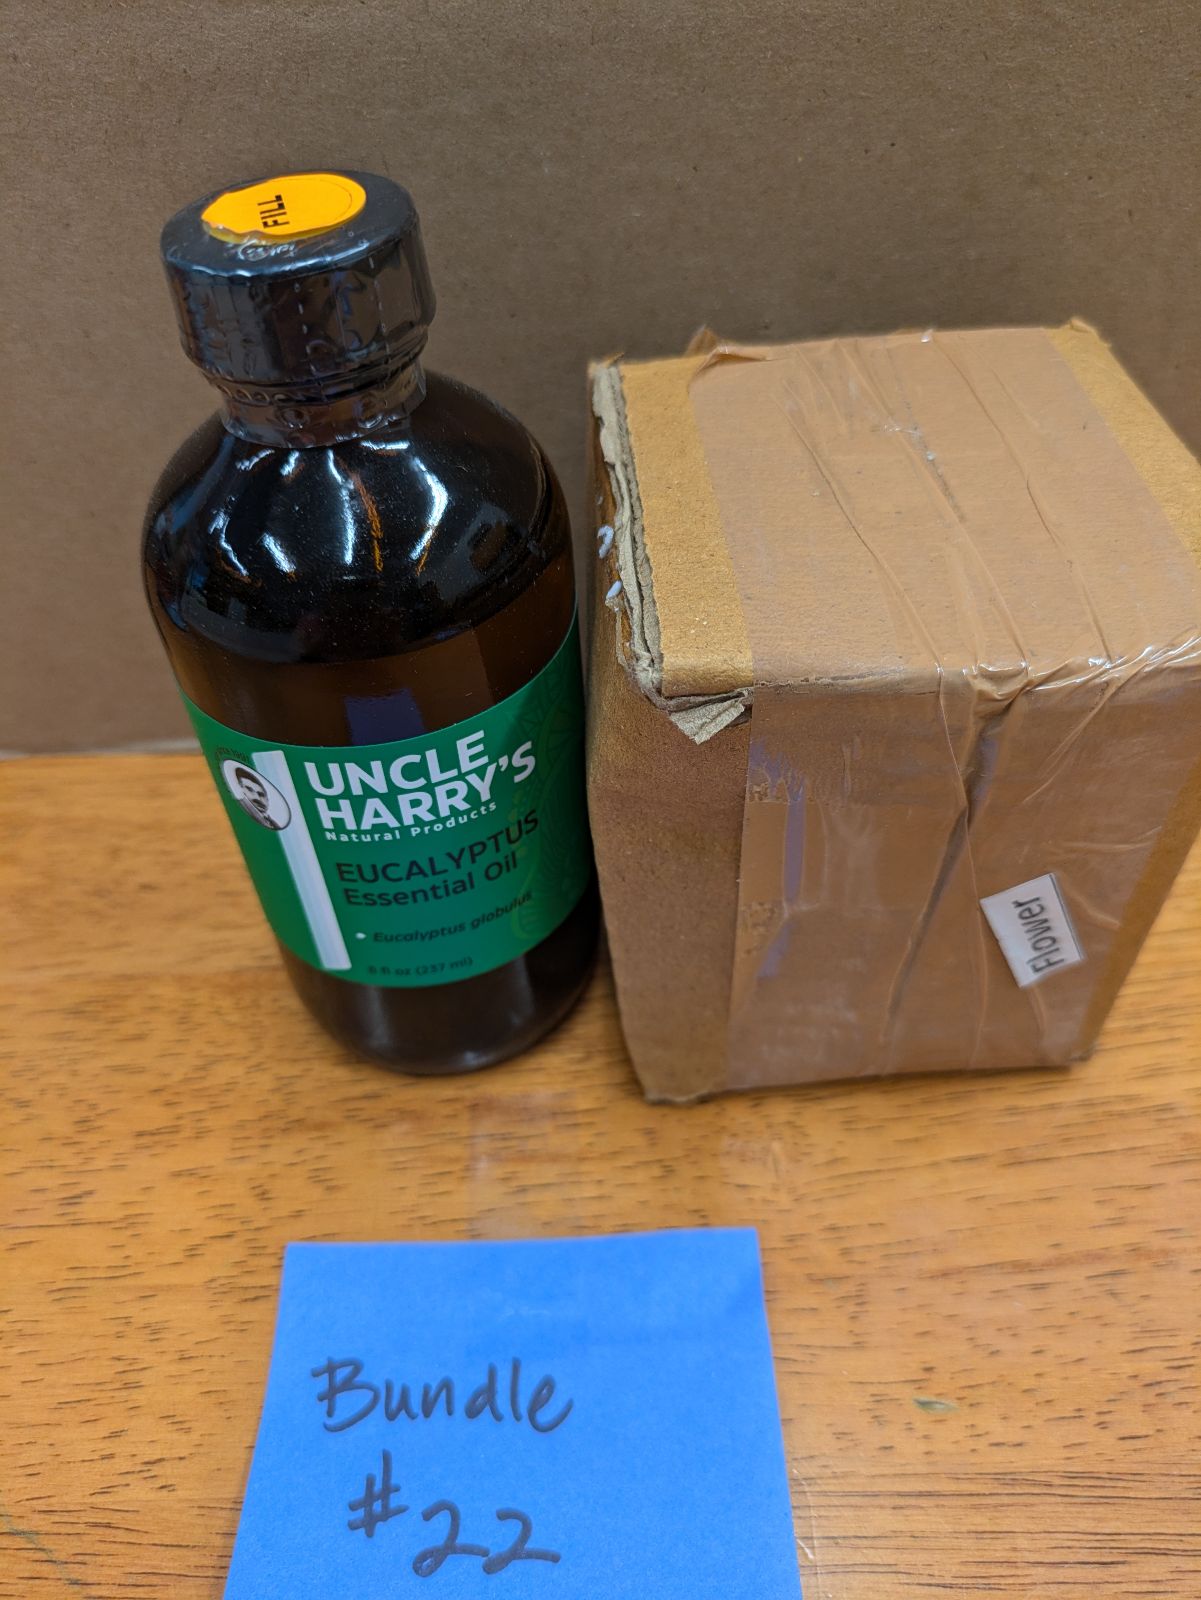 FILL
UNCLE
HARRY'S
Natural Products
EUCALYPTUS
Essential Oil
• Eucalyptus globulus
8 fl oz (237 ml)
Flower
Bundle
#22